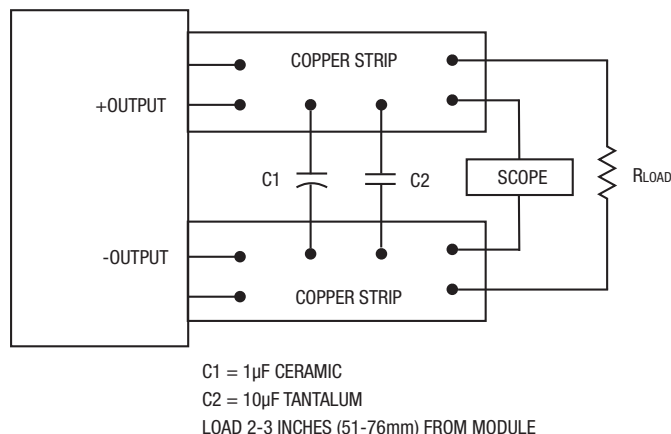 COPPER STRIP
+OUTPUT
C1
C2
SCOPE
RLOAD
-OUTPUT
COPPER STRIP
C1 = 1µF CERAMIC
C2 = 10µF TANTALUM
LOAD 2-3 INCHES (51-76mm) FROM MODULE